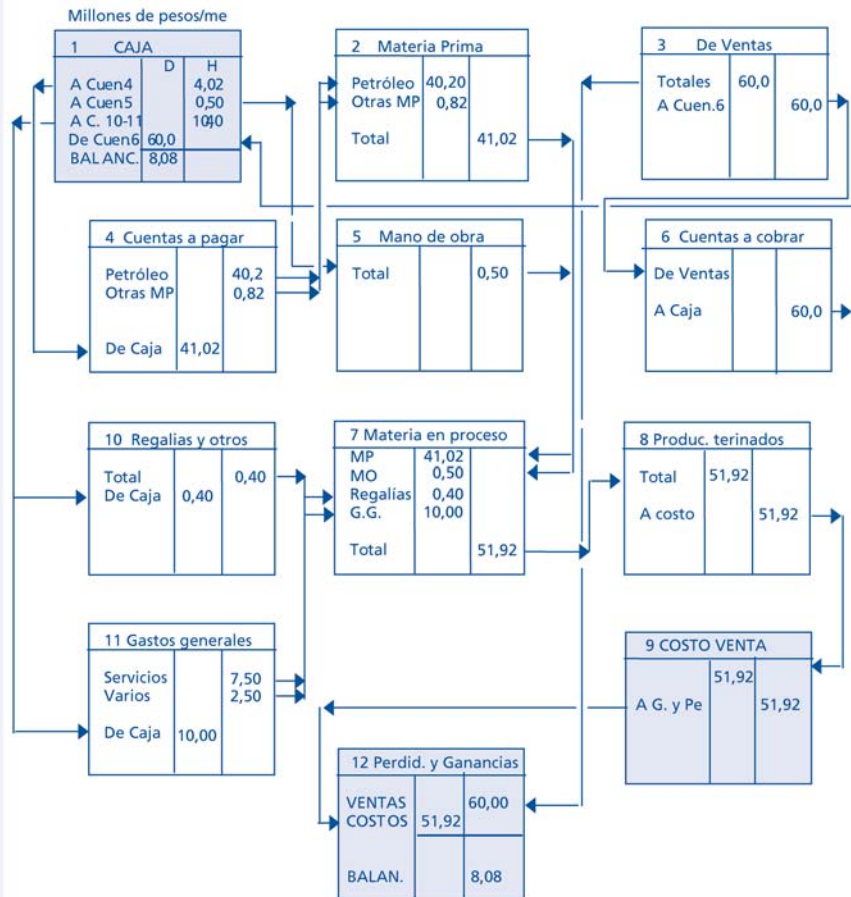 Millones de pesos/me
1 CAJA
D H
A Cuen4 4,02
A Cuen5 0,50
A C. 10-11 10,40
De Cuen6 60,0
BALANC. 8,08
2 Materia Prima
Petróleo 40,20
Otras MP 0,82
Total 41,02
3 De Ventas
Totales 60,0
A Cuen.6 60,0
4 Cuentas a pagar
Petróleo 40,2
Otras MP 0,82
De Caja 41,02
5 Mano de obra
Total 0,50
6 Cuentas a cobrar
De Ventas
A Caja 60,0
10 Regalias y otros
Total 0,40
De Caja 0,40
7 Materia en proceso
MP 41,02
MO 0,50
Regalías 0,40
G.G. 10,00
Total 51,92
8 Produc. terinados
Total 51,92
A costo 51,92
11 Gastos generales
Servicios 7,50
Varios 2,50
De Caja 10,00
9 COSTO VENTA
51,92
A G. y Pe 51,92
12 Perdid. y Ganancias
VENTAS 60,00
COSTOS 51,92
BALAN. 8,08